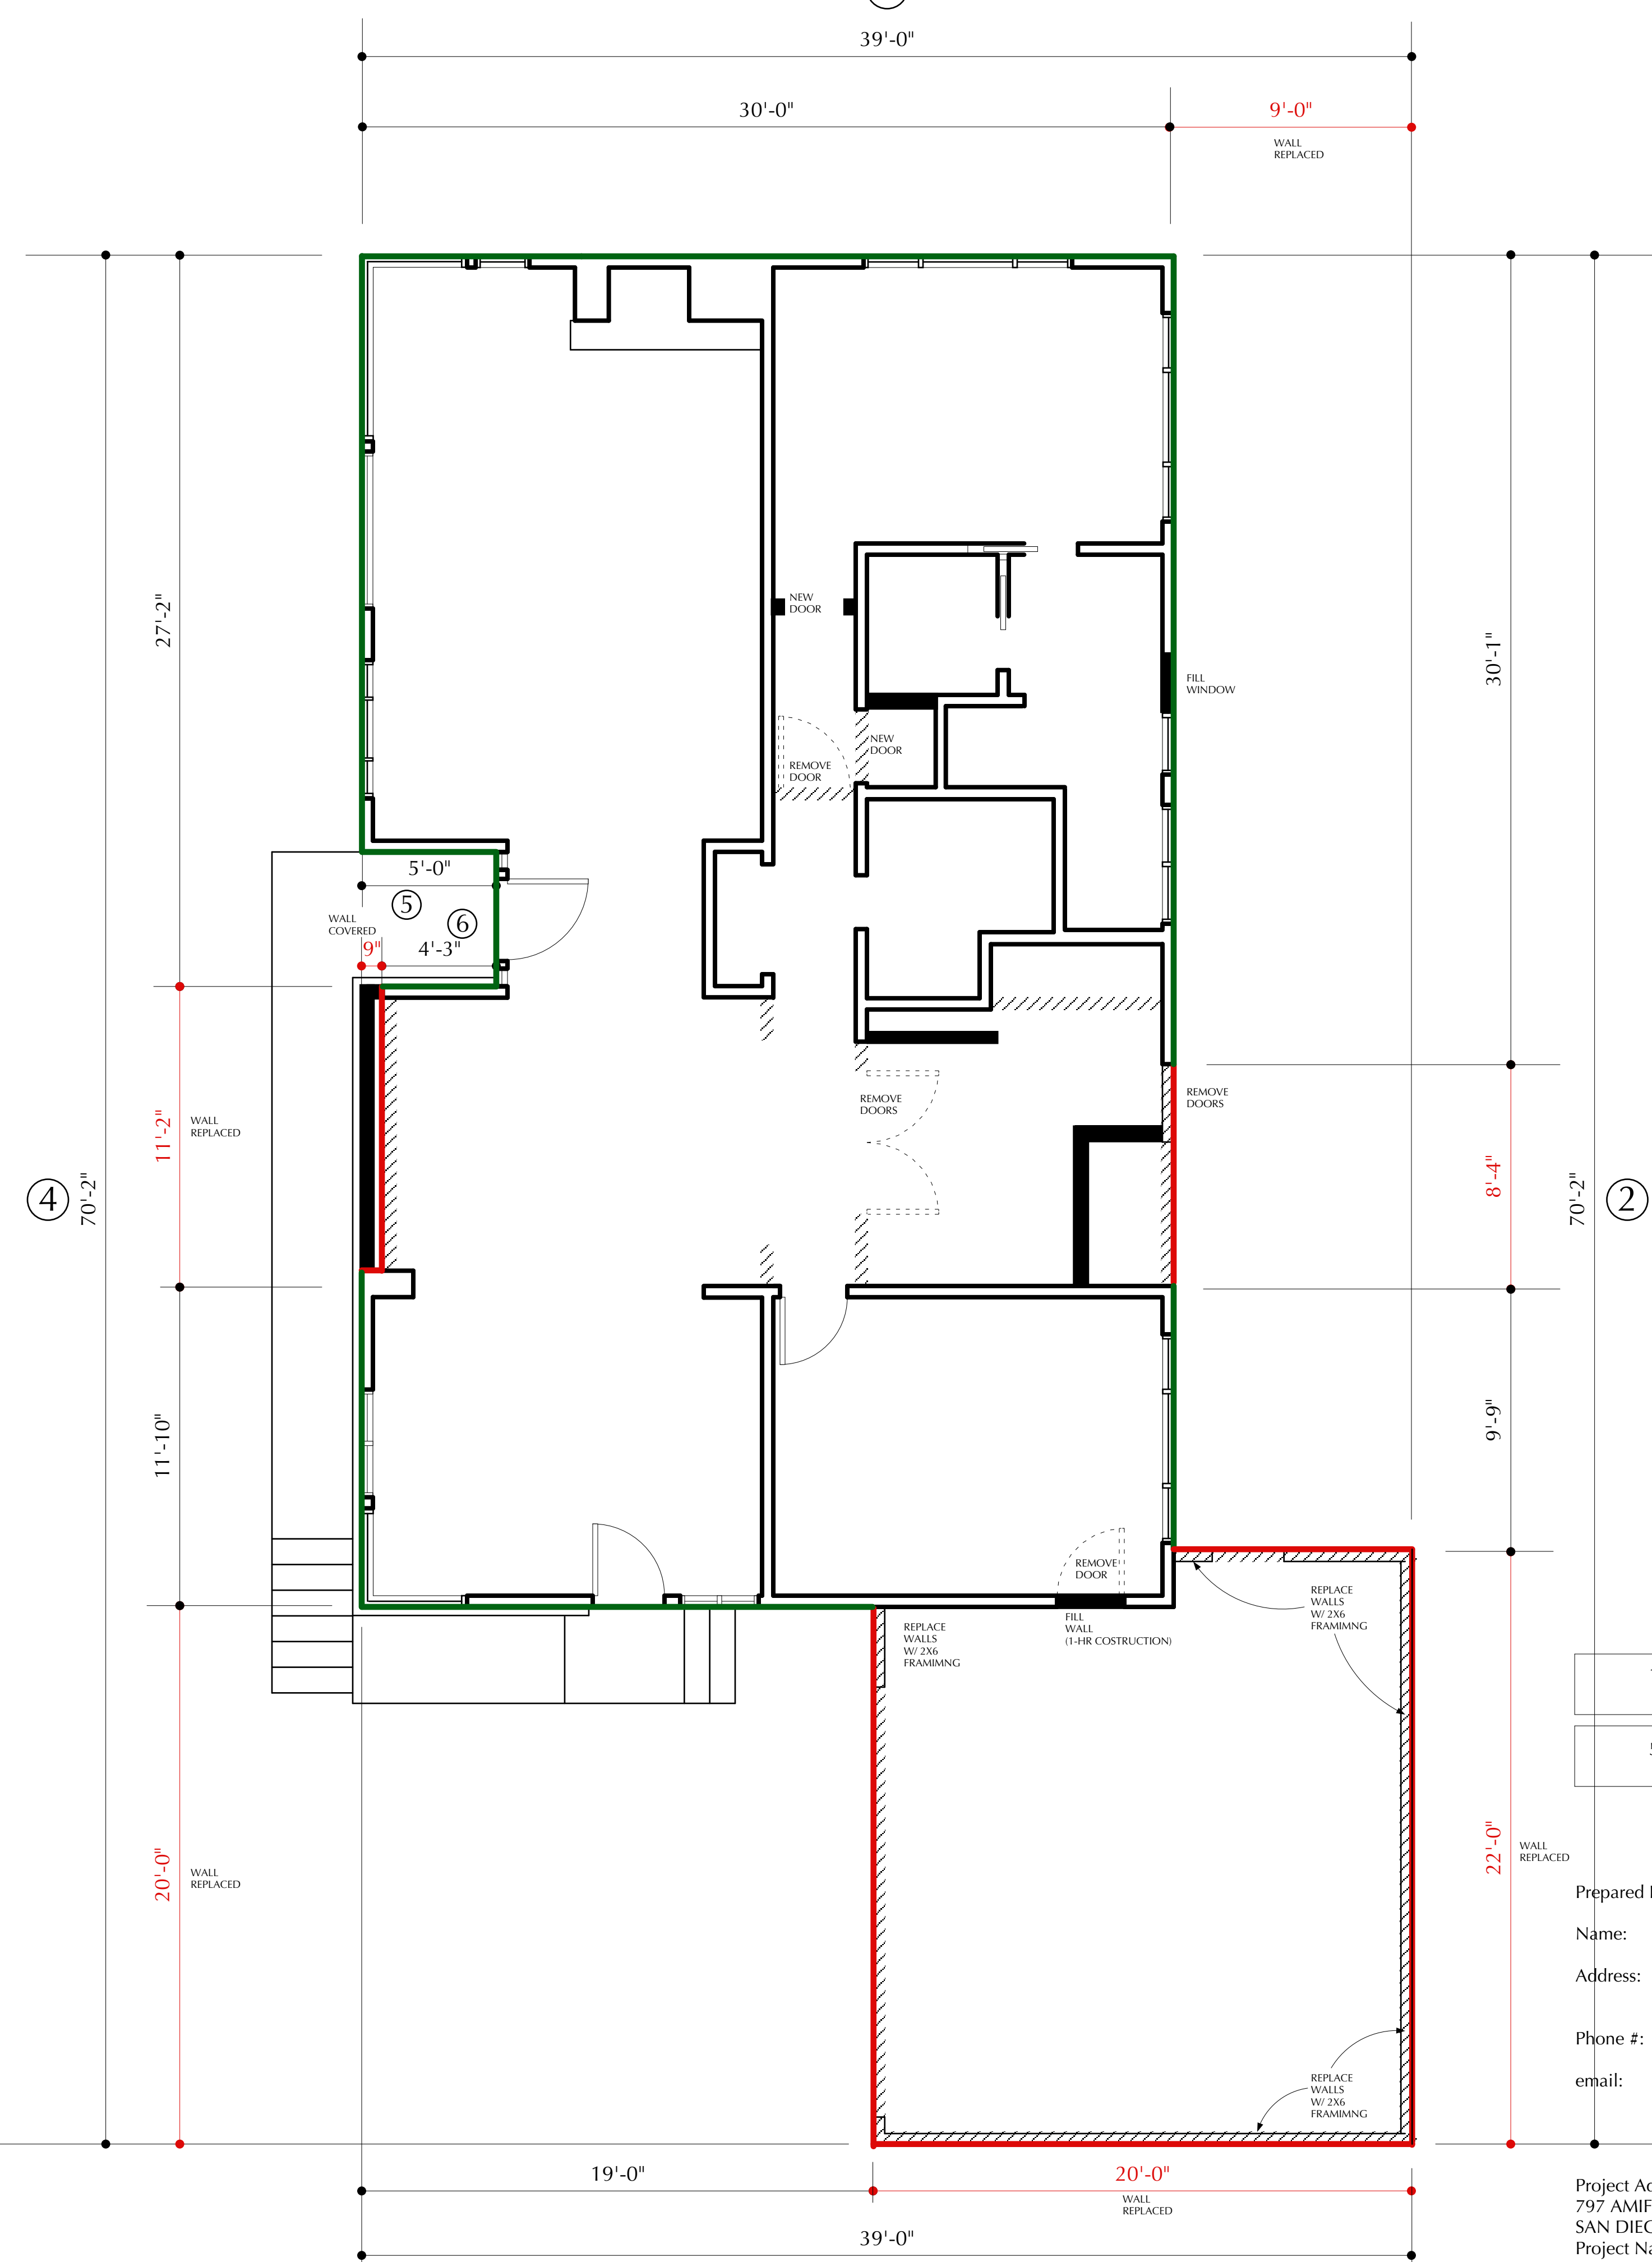 39'-0"
30'-0"
9'-0"
WALL
REPLACED
27'-2"
30'-1"
NEW
DOOR
FILL
WINDOW
NEW
DOOR
REMOVE
DOOR
5'-0"
5
6
WALL
COVERED
9"
4'-3"
11'-2"
WALL
REPLACED
REMOVE
DOORS
REMOVE
DOORS
8'-4"
4
70'-2"
70'-2"
2
11'-10"
9'-9"
REMOVE
DOOR
REPLACE
WALLS
W/ 2X6
FRAMIMNG
FILL
WALL
(1-HR COSTRUCTION)
REPLACE
WALLS
W/ 2X6
FRAMIMNG
20'-0"
WALL
REPLACED
22'-0"
WALL
REPLACED
Prepared
Name:
Address:
Phone #:
email:
REPLACE
WALLS
W/ 2X6
FRAMIMNG
19'-0"
20'-0"
WALL
REPLACED
39'-0"
Project
797 AMIF
SAN DIEG
Project